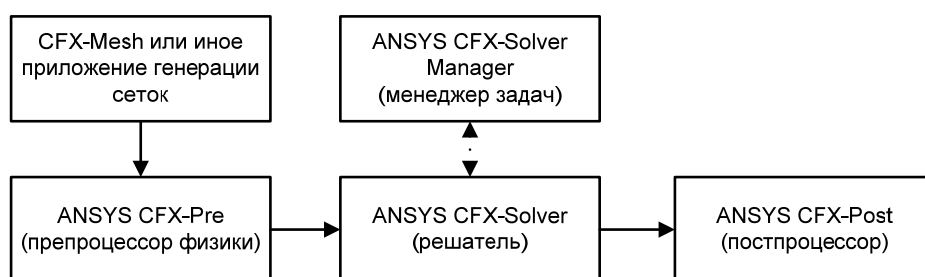 CFX-Mesh или иное
приложение генерации
сеток
ANSYS CFX-Solver
Manager
(менеджер задач)
ANSYS CFX-Pre
(препроцессор физики)
ANSYS CFX-Solver
(решатель)
ANSYS CFX-Post
(постпроцессор)